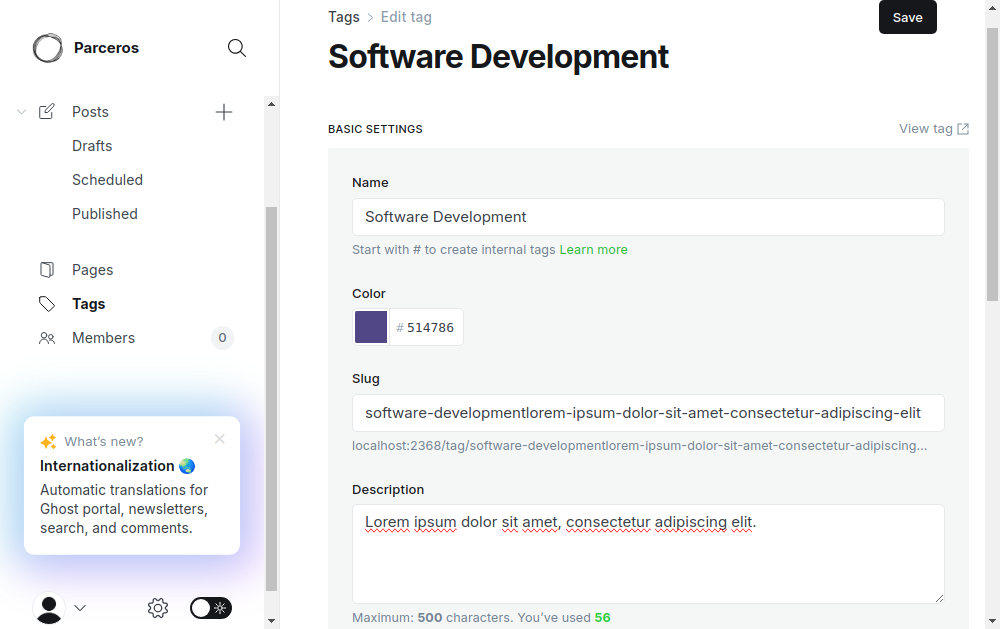 Parceros
Posts
Drafts
Scheduled
Published
Pages
Tags
Members
0
What's new?
Internationalization 🌏
Automatic translations for
Ghost portal, newsletters,
search, and comments.
Tags > Edit tag
Save
Software Development
BASIC SETTINGS
View tag
Name
Software Development
Start with # to create internal tags Learn more
Color
# 514786
Slug
software-developmentlorem-ipsum-dolor-sit-amet-consectetur-adipiscing-elit
localhost:2368/tag/software-developmentlorem-ipsum-dolor-sit-amet-consectetur-adipiscing...
Description
Lorem ipsum dolor sit amet, consectetur adipiscing elit.
Maximum: 500 characters. You've used 56